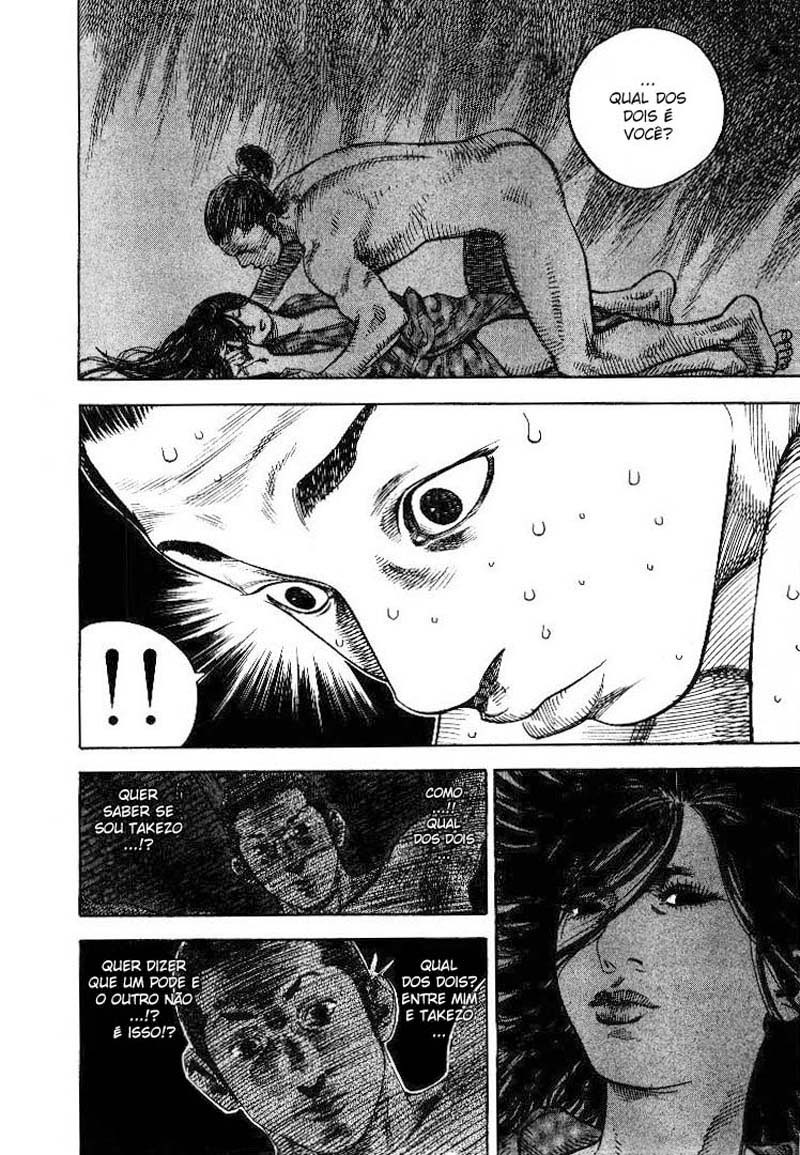 ...
QUAL DOS
DOIS É
VOCÊ?
!!
COMO
...!!
QUAL
DOS DOIS
...
QUER
SABER SE
SOU TAKEZO
...!?
QUAL
DOS DOIS?
ENTRE MIM
E TAKEZO
...
QUER DIZER
QUE UM PODE E
O OUTRO NÃO
...!?
É ISSO!?